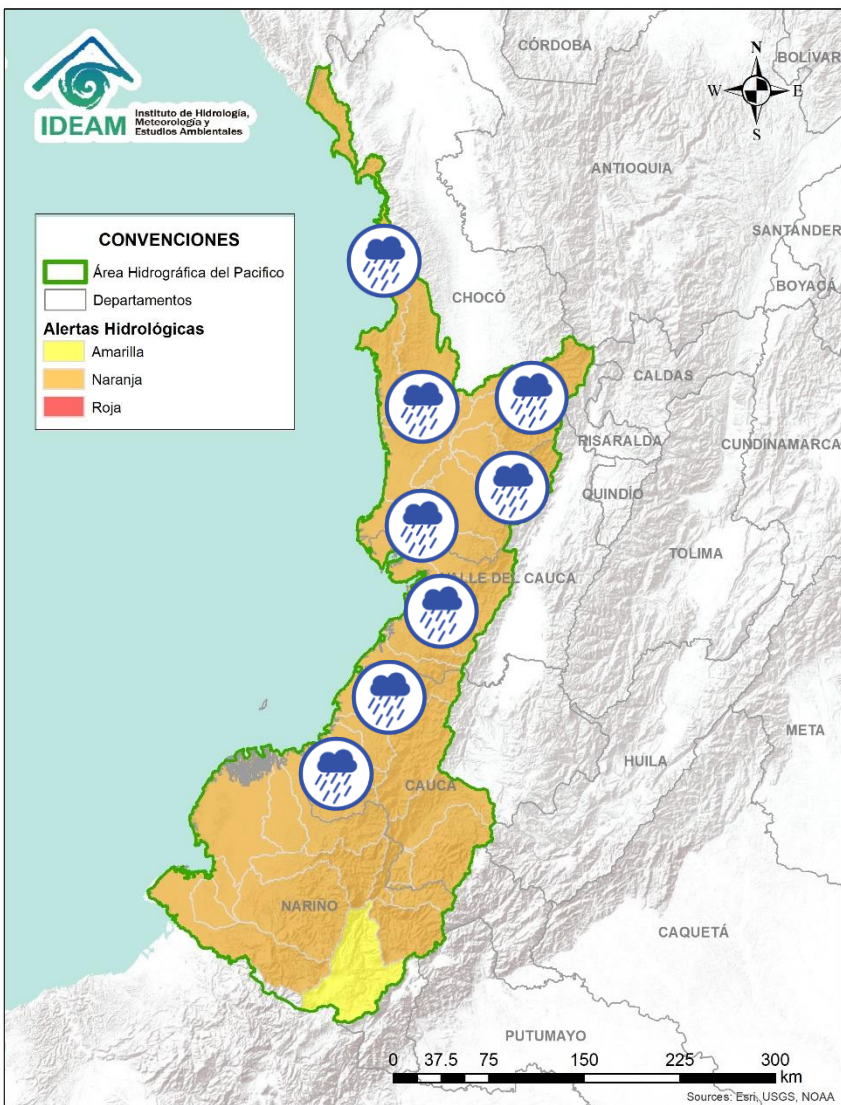 IDEAM
Instituto de Hidrología,
Meteorología y
Estudios Ambientales
CÓRDOBA
BOLÍVAR
N
W
E
S
ANTIOQUIA
SANTÁNDER
BOYACÁ
CONVENCIONES
Área Hidrográfica del Pacifico
Departamentos
Alertas Hidrológicas
Amarilla
Naranja
Roja
CHOCÓ
CALDAS
RISARALDA
CUNDINAMARCA
QUINDÍO
TOLIMA
VALLE DEL CAUCA
META
HUILA
CAUCA
NARIÑO
CAQUETÁ
PUTUMAYO
0 37.5 75 150 225 300
km
Sources: Esri, USGS, NOAA